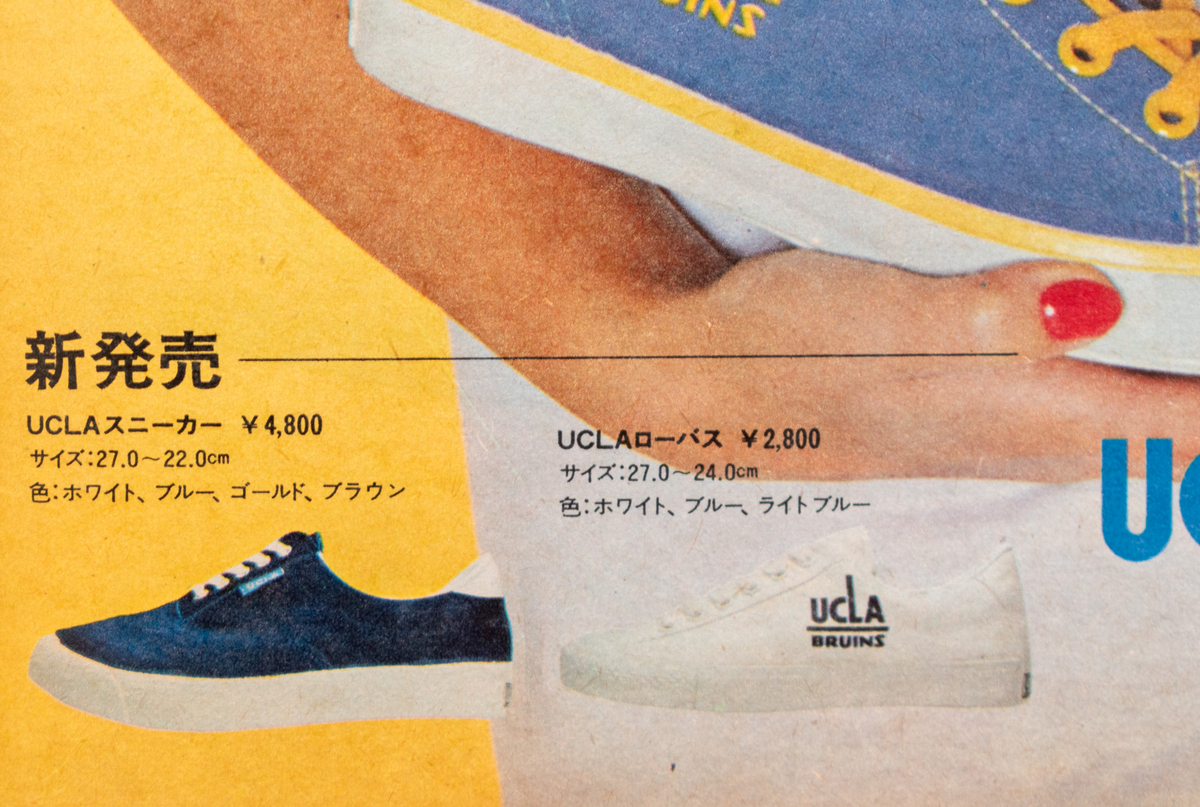 BRUINS
新発売
UCLAスニーカー ¥4,800
サイズ:27.0〜22.0cm
色:ホワイト、ブルー、ゴールド、ブラウン
UCLAローバス ¥2,800
サイズ:27.0〜24.0cm
色:ホワイト、ブルー、ライトブルー
U
UCLA
BRUINS